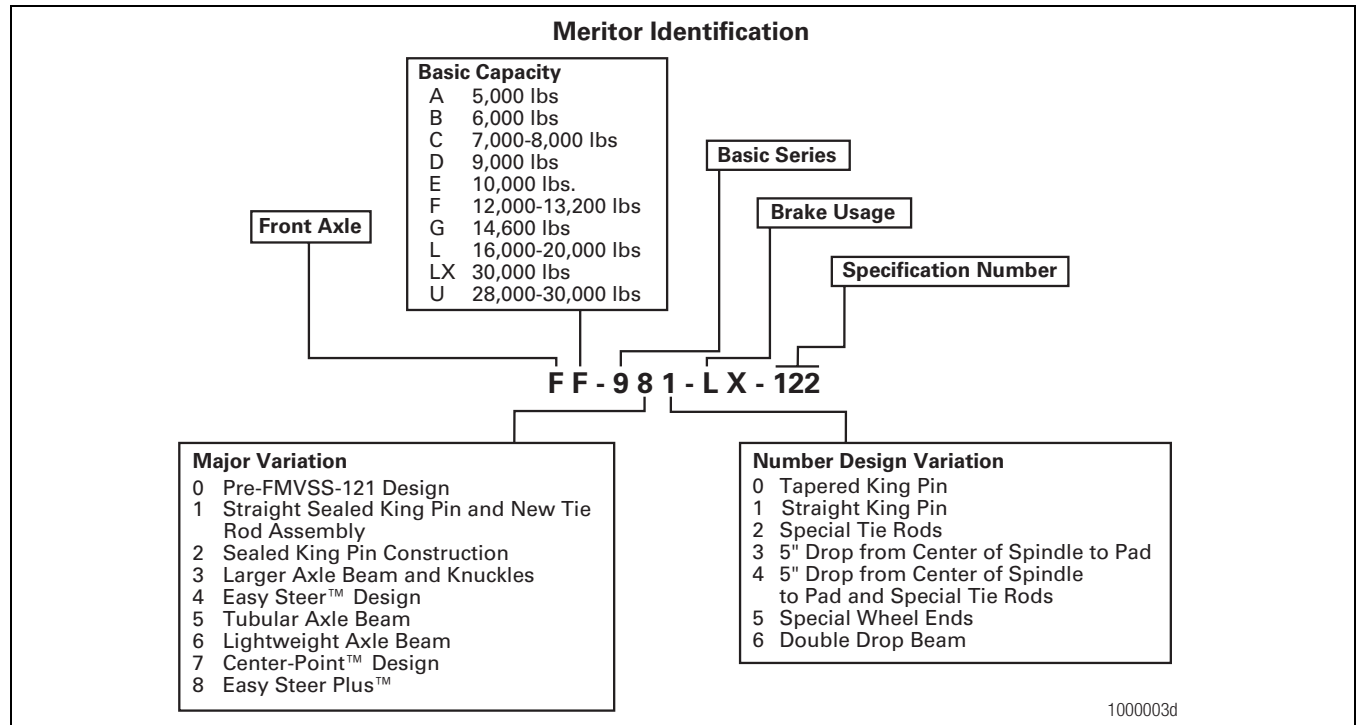 Meritor Identification
Basic Capacity
A 5,000 lbs
B 6,000 lbs
C 7,000-8,000 lbs
D 9,000 lbs
E 10,000 lbs.
F 12,000-13,200 lbs
G 14,600 lbs
L 16,000-20,000 lbs
LX 30,000 lbs
U 28,000-30,000 lbs
Front Axle
Basic Series
Brake Usage
Specification Number
F F - 9 8 1 - L X - 122
Major Variation
0 Pre-FMVSS-121 Design
1 Straight Sealed King Pin and New Tie
Rod Assembly
2 Sealed King Pin Construction
3 Larger Axle Beam and Knuckles
4 Easy Steer™ Design
5 Tubular Axle Beam
6 Lightweight Axle Beam
7 Center-Point™ Design
8 Easy Steer Plus™
Number Design Variation
0 Tapered King Pin
1 Straight King Pin
2 Special Tie Rods
3 5" Drop from Center of Spindle to Pad
4 5" Drop from Center of Spindle
to Pad and Special Tie Rods
5 Special Wheel Ends
6 Double Drop Beam
1000003d